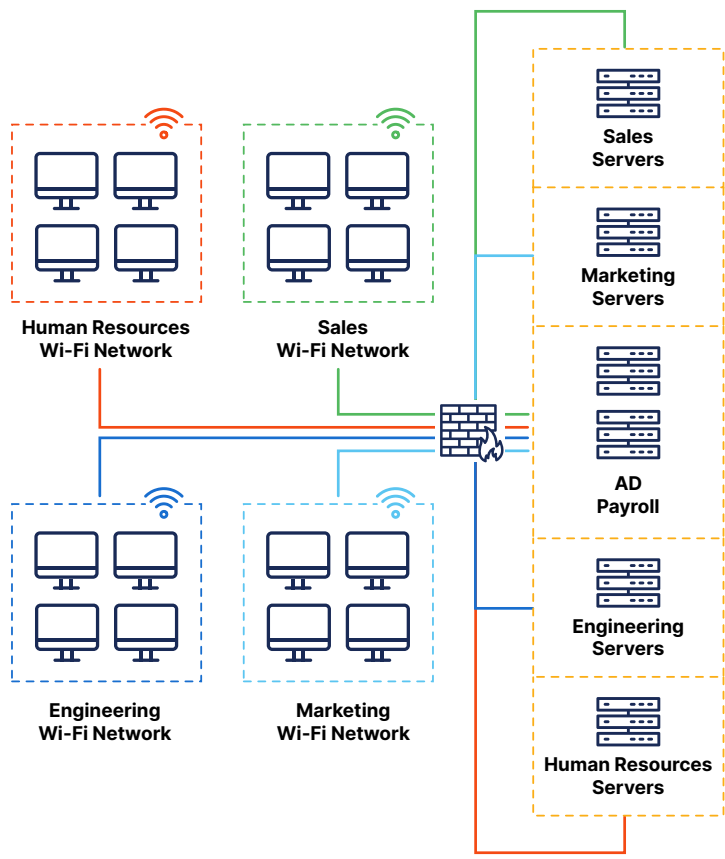 Human Resources
Wi-Fi Network
Sales
Wi-Fi Network
Engineering
Wi-Fi Network
Marketing
Wi-Fi Network
Sales
Servers
Marketing
Servers
AD
Payroll
Engineering
Servers
Human Resources
Servers